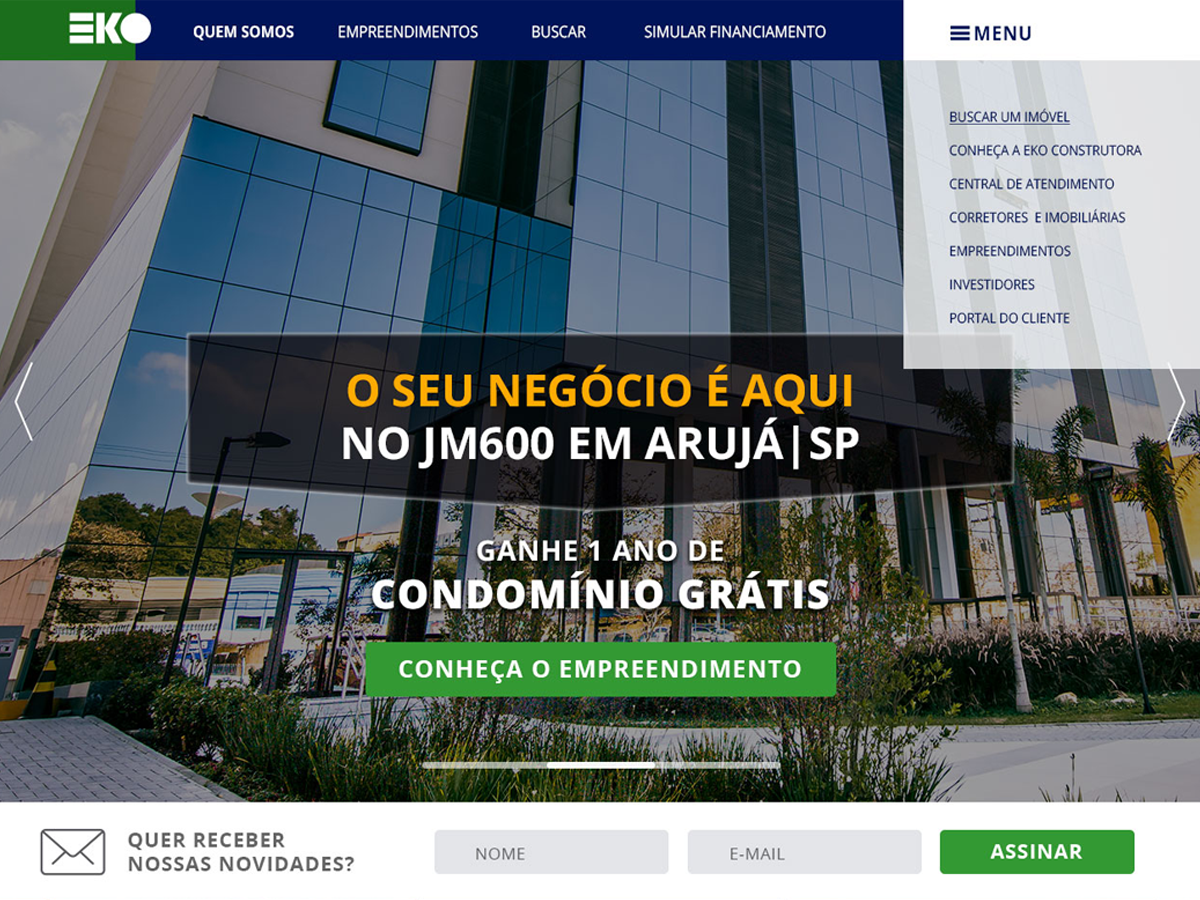 EKO
QUEM SOMOS
EMPREENDIMENTOS
BUSCAR
SIMULAR FINANCIAMENTO
MENU
BUSCAR UM IMÓVEL
CONHEÇA A EKO CONSTRUTORA
CENTRAL DE ATENDIMENTO
CORRETORES E IMOBILIÁRIAS
EMPREENDIMENTOS
INVESTIDORES
PORTAL DO CLIENTE
O SEU NEGÓCIO É AQUI
NO JM600 EM ARUJÁ|SP
GANHE 1 ANO DE
CONDOMÍNIO GRÁTIS
CONHEÇA O EMPREENDIMENTO
QUER RECEBER
NOSSAS NOVIDADES?
NOME
E-MAIL
ASSINAR